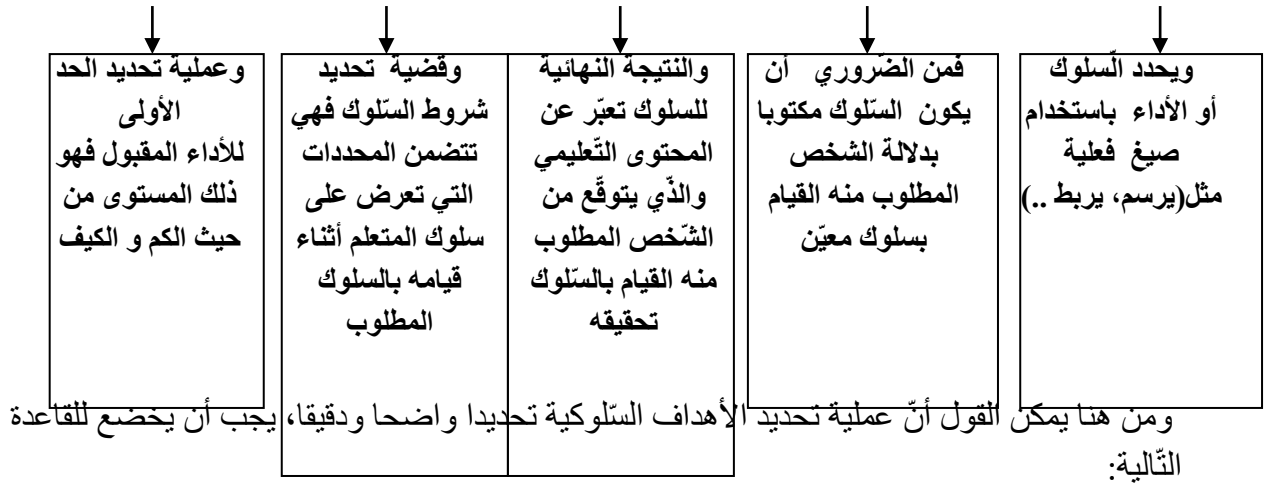 ويحدد الّسلوك
أو الأداء باستخدام
صيغ فعلية
مثل(يرسم، يربط ..)
فمن الضّروري أن
يكون السّلوك مكتوبا
بدلالة الشخص
المطلوب منه القيام
بسلوك معيّن
والنتيجة النهائية
للسلوك تعبّر عن
المحتوى التّعليمي
والذّي يتوقّع من
الشّخص المطلوب
منه القيام بالسّلوك
تحقيقه
وقضية تحديد
شروط السّلوك فهي
تتضمن المحددات
التي تعرض على
سلوك المتعلم أثناء
قيامه بالسلوك
المطلوب
وعملية تحديد الحد
الأولى
للأداء المقبول فهو
ذلك المستوى من
حيث الكم و الكيف
ومن هنا يمكن القول أنّ عملية تحديد الأهداف السّلوكية تحديدا واضحا ودقيقا، يجب أن يخضع للقاعدة
التّالية: